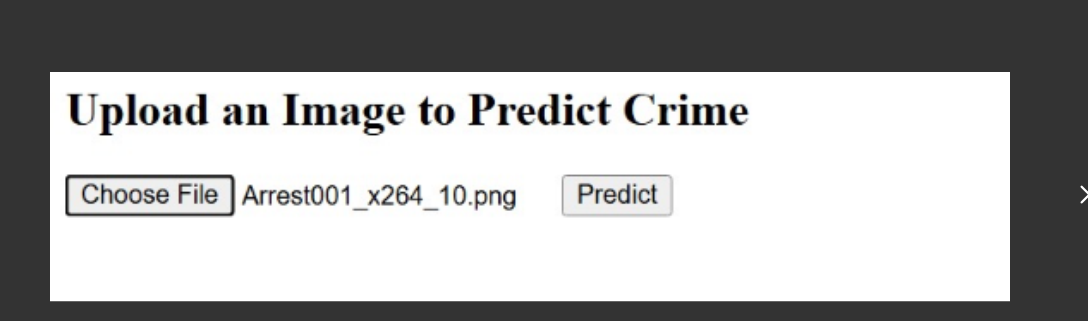 Upload an Image to Predict Crime
Choose File Arrest001_x264_10.png Predict